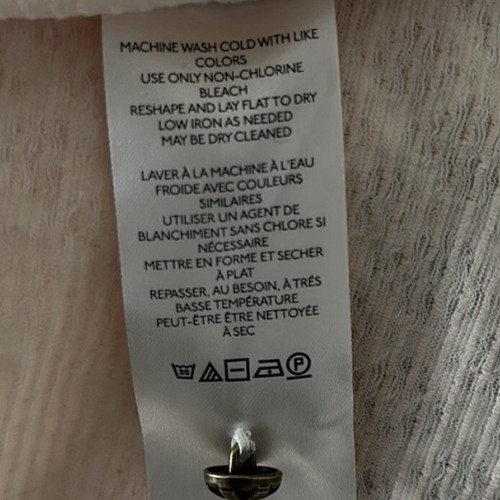 MACHINE WASH COLD WITH LIKE
COLORS
USE ONLY NON-CHLORINE
BLEACH
RESHAPE AND LAY FLAT TO DRY
LOW IRON AS NEEDED
MAY BE DRY CLEANED
LAVER À LA MACHINE À L'EAU
FROIDE AVEC COULEURS
SIMILAIRES
UTILISER UN AGENT DE
BLANCHIMENT SANS CHLORE SI
NÉCESSAIRE
METTRE EN FORME ET SECHER
À PLAT
REPASSER, AU BESOIN, À TRÉS
BASSE TEMPÉRATURE
PEUT-ÊTRE ÊTRE NETTOYÉE
À SEC
30 P